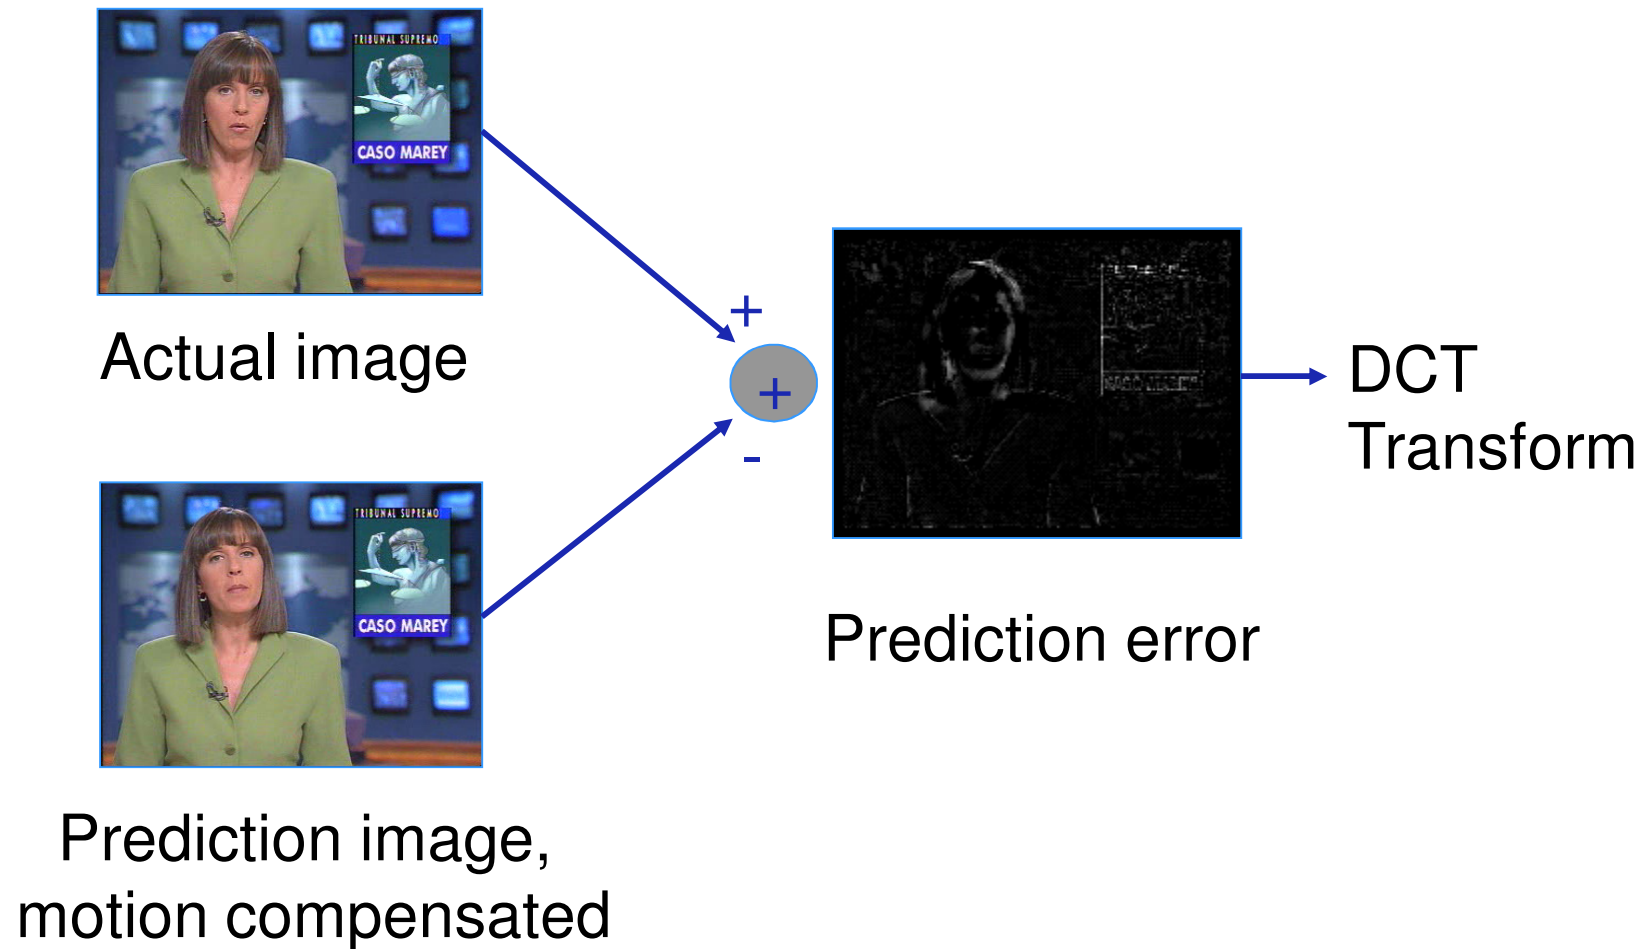 TRIBUNAL SUPREMO
CASO MAREY
Actual image
+
+
-
TRIBUNAL SUPREMO
CASO MAREY
Prediction image,
motion compensated
Prediction error
DCT
Transform